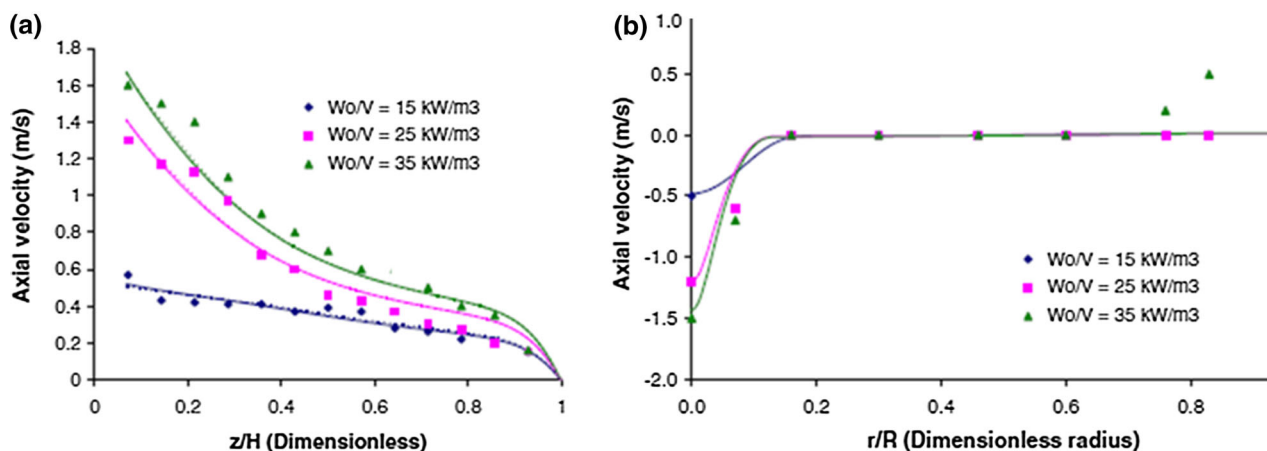 (a)
1.8
1.6
1.4
1.2
1.0
0.8
0.6
0.4
0.2
0
Axial velocity (m/s)
Wo/V = 15 kW/m3
Wo/V = 25 kW/m3
Wo/V = 35 kW/m3
0 0.2 0.4 0.6 0.8 1
z/H (Dimensionless)
(b)
1.0
0.5
0.0
-0.5
-1.0
-1.5
-2.0
Axial velocity (m/s)
Wo/V = 15 kW/m3
Wo/V = 25 kW/m3
Wo/V = 35 kW/m3
0.0 0.2 0.4 0.6 0.8
r/R (Dimensionless radius)